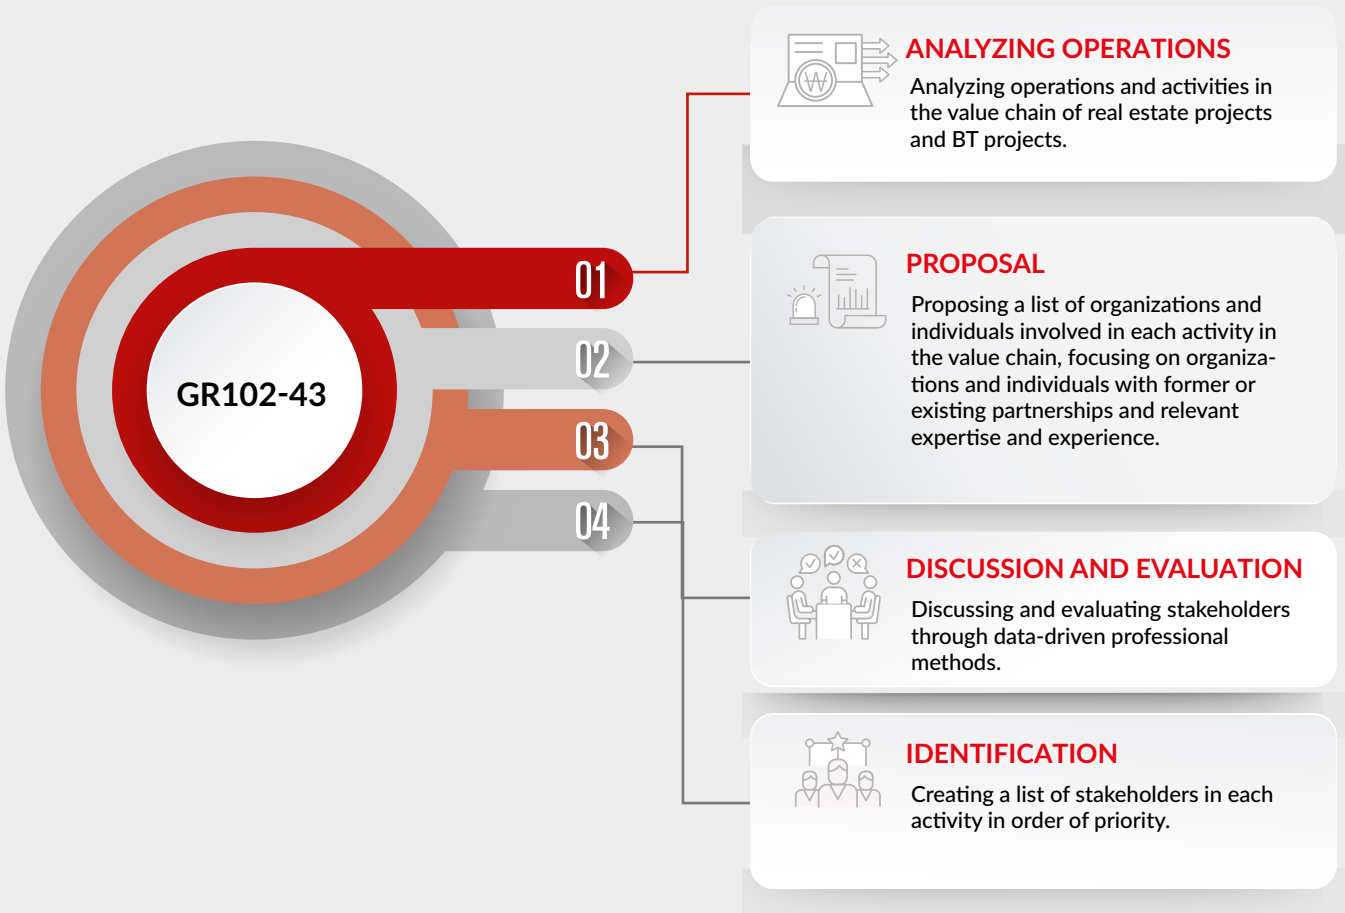 GR102-43
01
02
03
04
ANALYZING OPERATIONS
Analyzing operations and activities in
the value chain of real estate projects
and BT projects.
PROPOSAL
Proposing a list of organizations and
individuals involved in each activity in
the value chain, focusing on organiza-
tions and individuals with former or
existing partnerships and relevant
expertise and experience.
DISCUSSION AND EVALUATION
Discussing and evaluating stakeholders
through data-driven professional
methods.
IDENTIFICATION
Creating a list of stakeholders in each
activity in order of priority.